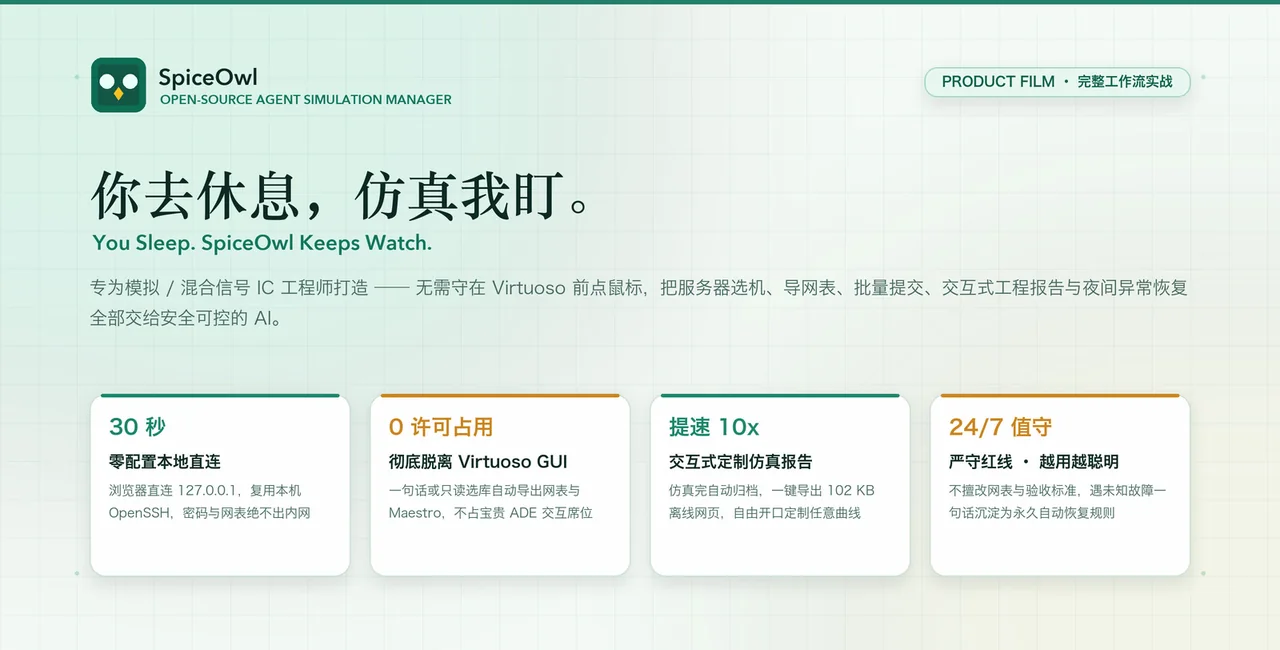 SpiceOwl
OPEN-SOURCE AGENT SIMULATION MANAGER
PRODUCT FILM · 完整工作流实战
你去休息，仿真我盯。
You Sleep. SpiceOwl Keeps Watch.
专为模拟 / 混合信号 IC 工程师打造 —— 无需守在 Virtuoso 前点鼠标，把服务器选机、导网表、批量提交、交互式工程报告与夜间异常恢复
全部交给安全可控的 AI。
30 秒
零配置本地直连
浏览器直连 127.0.0.1，复用本机
OpenSSH，密码与网表绝不出内网
0 许可占用
彻底脱离 Virtuoso GUI
一句话或只读选库自动导出网表与
Maestro，不占宝贵 ADE 交互席位
提速 10x
交互式定制仿真报告
仿真完自动归档，一键导出 102 KB
离线网页，自由开口定制任意曲线
24/7 值守
严守红线 · 越用越聪明
不擅改网表与验收标准，遇未知故障一
句话沉淀为永久自动恢复规则